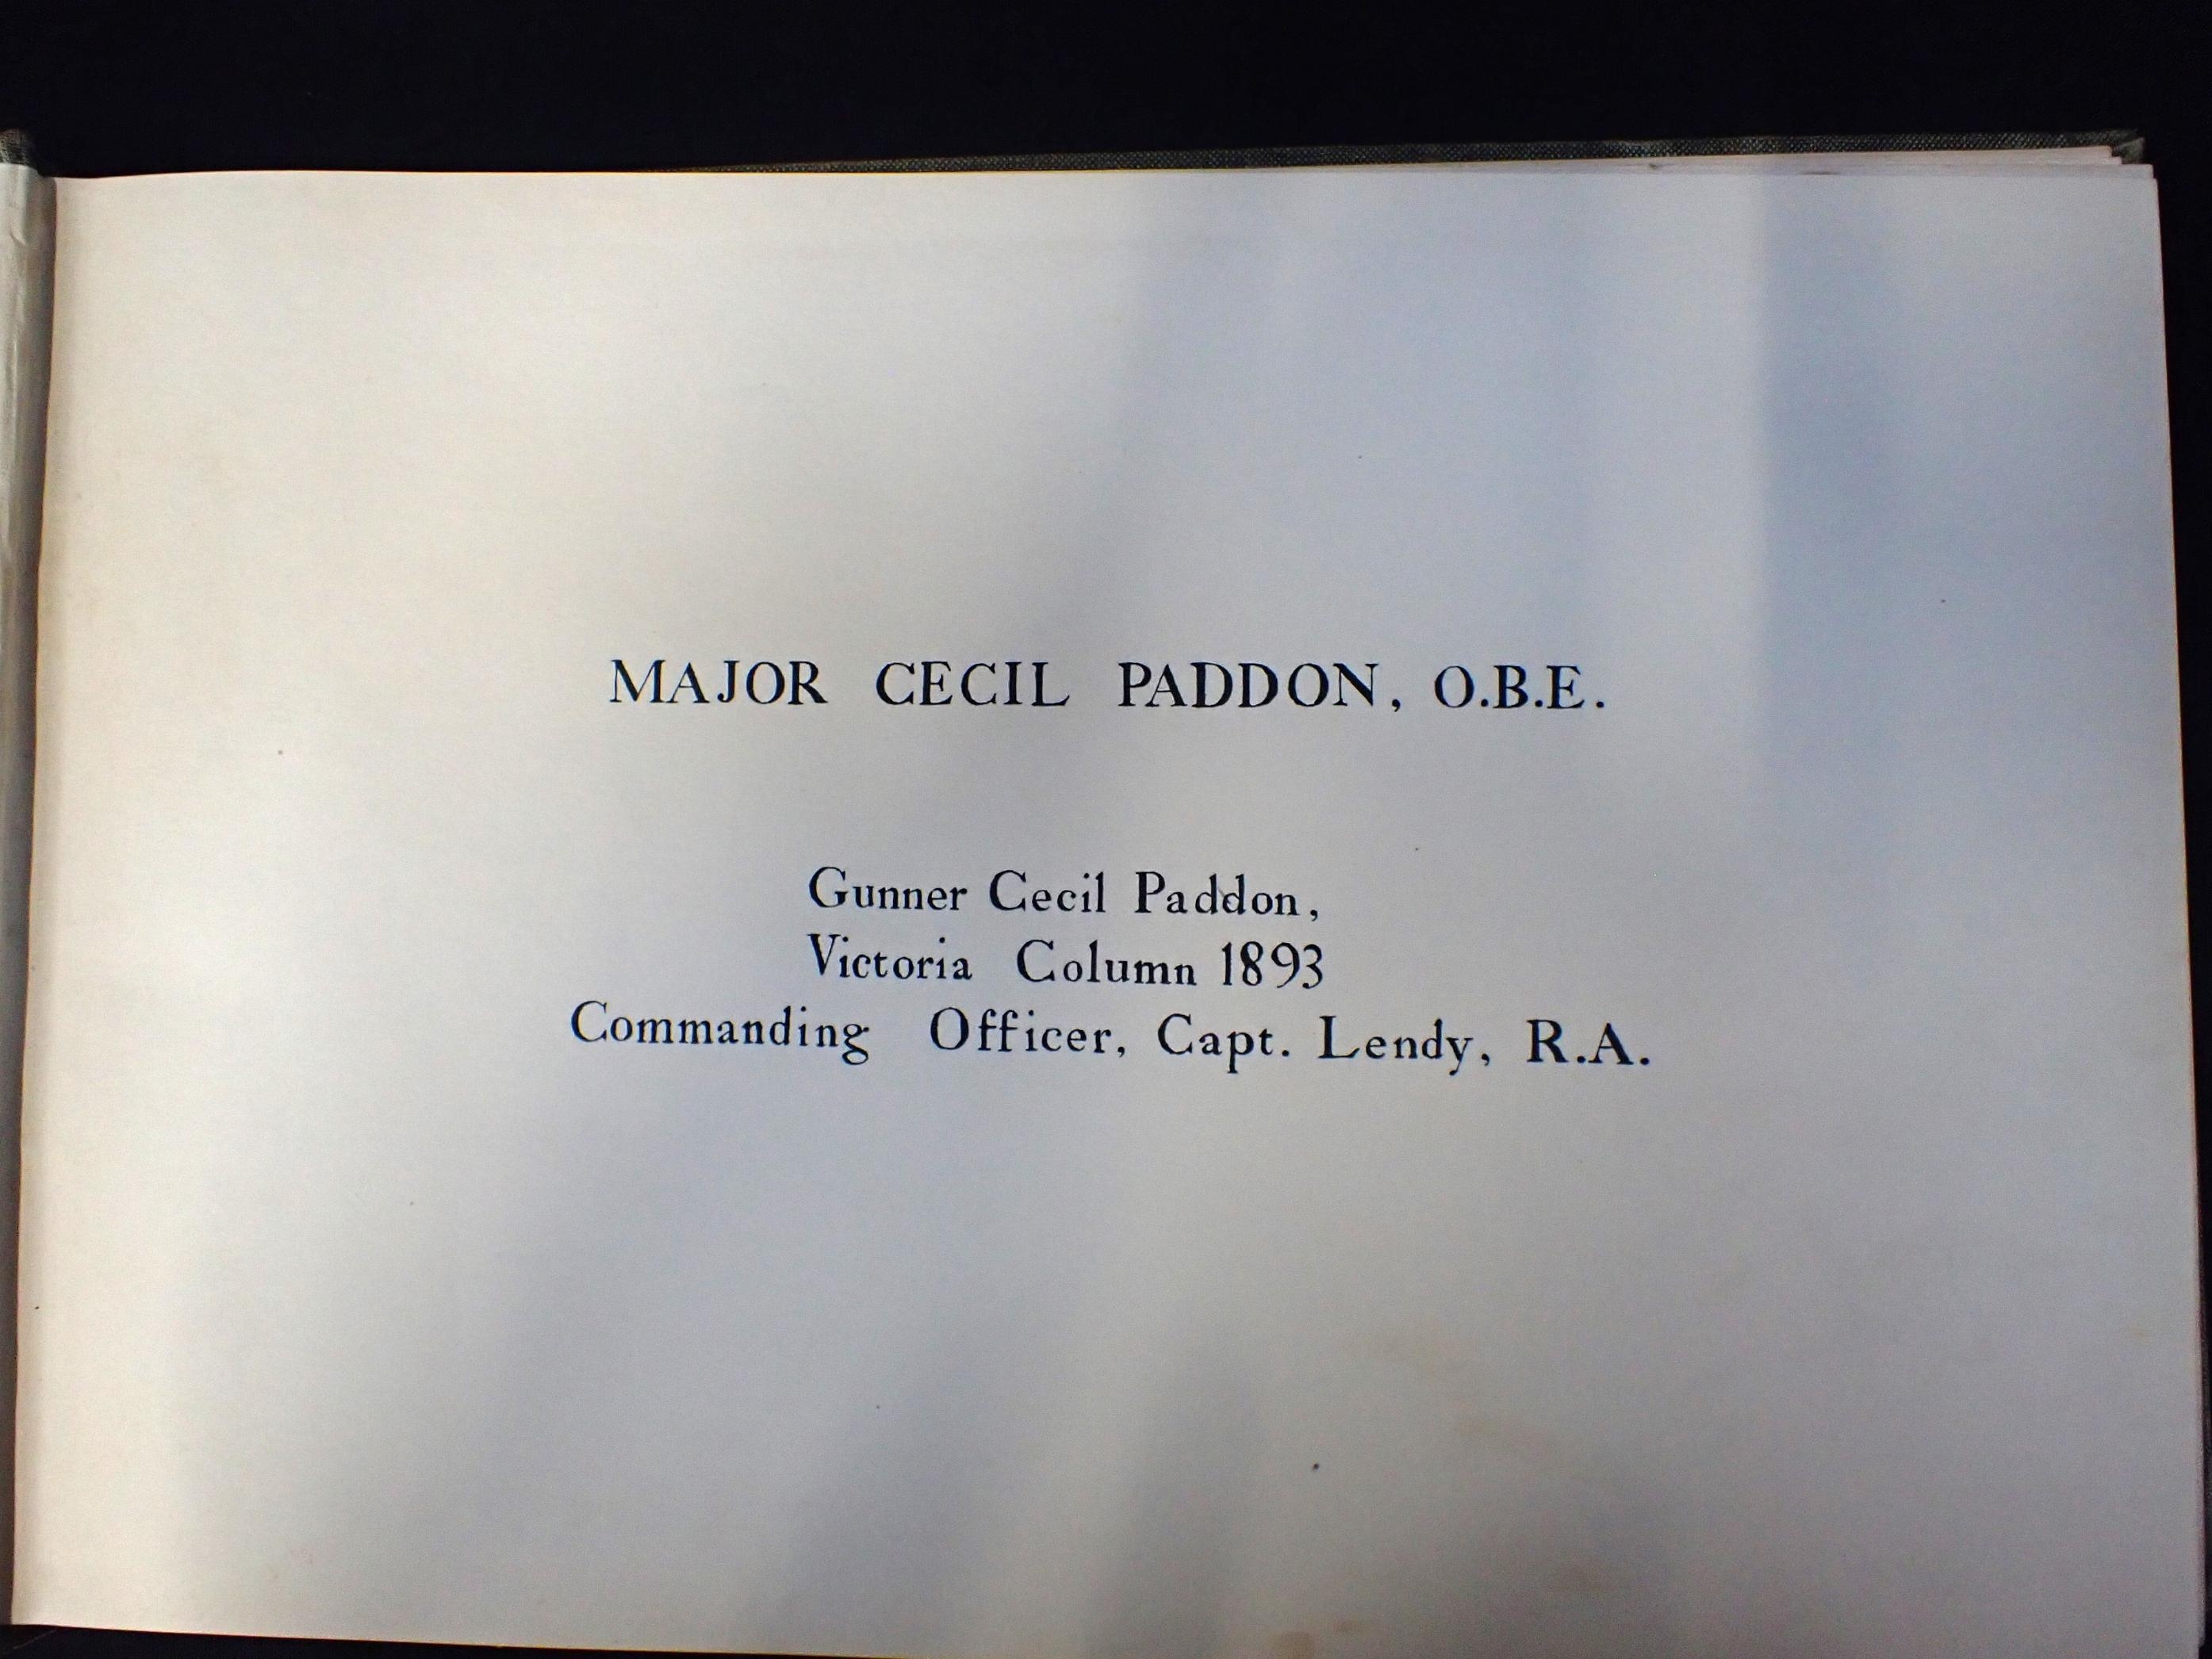 MAJOR CECIL PADDON, O.B.E.
Gunner Cecil Paddon,
Victoria Column 1893
Commanding Officer, Capt. Lendy, R.A.